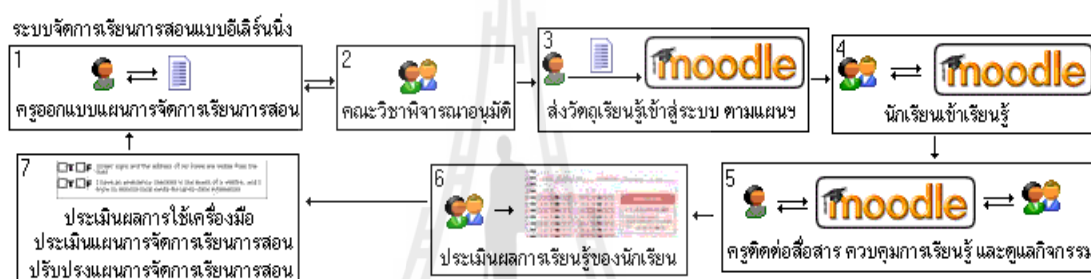 ระบบจัดการเรียนการสอนแบบอีเลิร์นนิ่ง
1
ครูออกแบบแผนการจัดการเรียนการสอน
2
คณะวิชาพิจารณาอนุมัติ
3
moodle
ส่งวัตถุเรียนรู้เข้าสู่ระบบ ตามแผนฯ
4
moodle
นักเรียนเข้าเรียนรู้
5
moodle
ครูติดต่อสื่อสาร ควบคุมการเรียนรู้ และดูแลกิจกรรม
6
ประเมินผลการเรียนรู้ของนักเรียน
7
T F
T F
ประเมินผลการใช้เครื่องมือ
ประเมินแผนการจัดการเรียนการสอน
ปรับปรุงแผนการจัดการเรียนการสอน